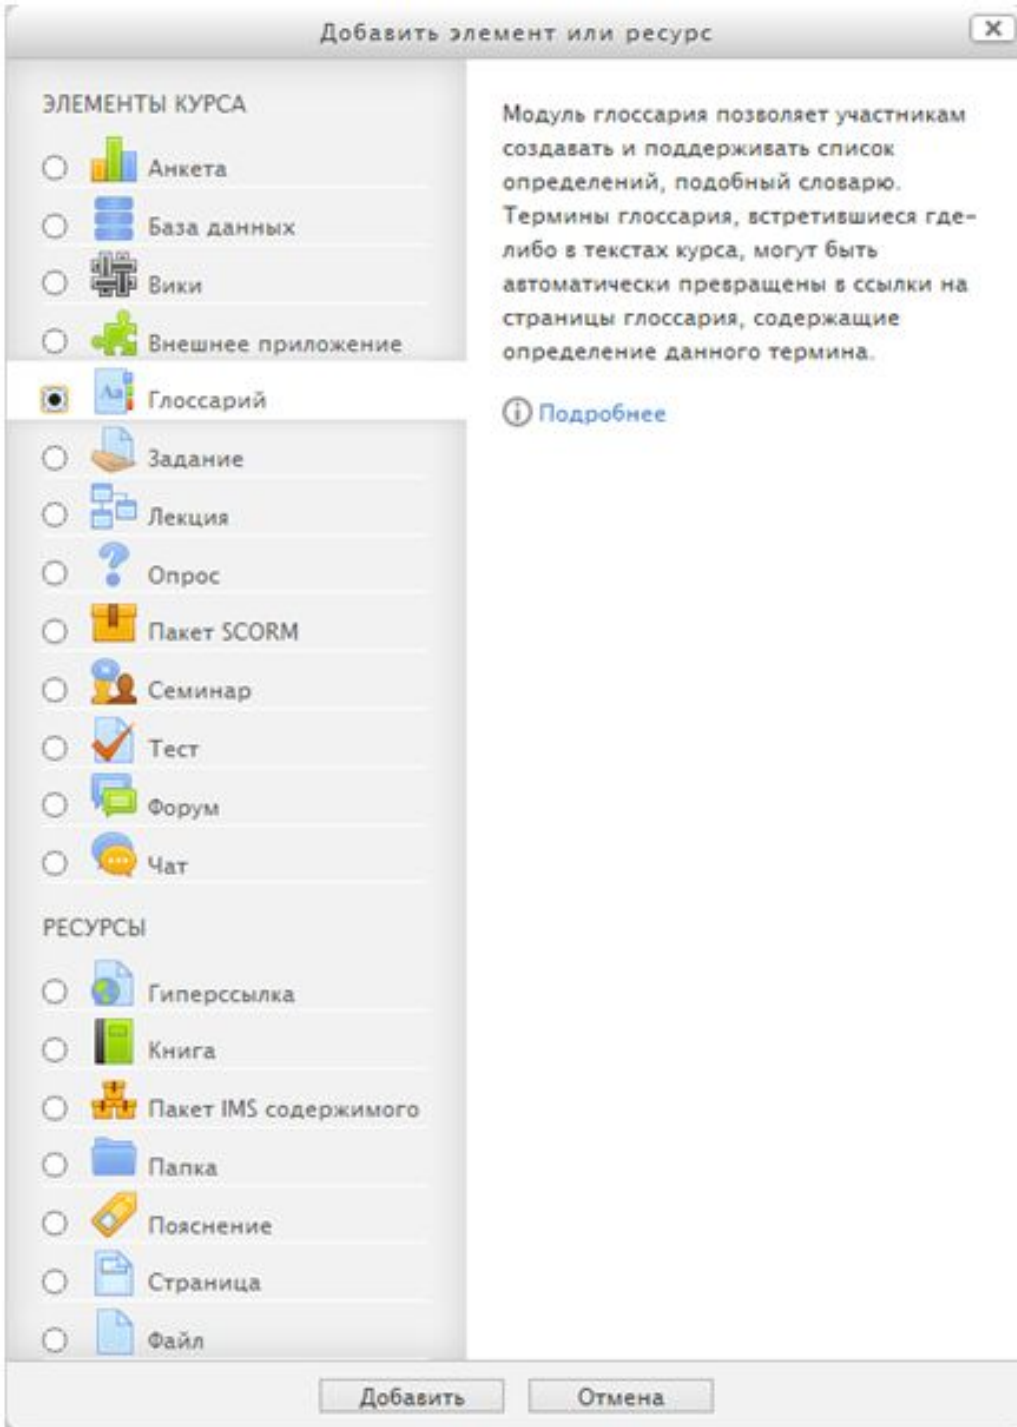 Добавить элемент или ресурс
ЭЛЕМЕНТЫ КУРСА
Анкета
База данных
Вики
Внешнее приложение
Глоссарий
Задание
Лекция
Опрос
Пакет SCORM
Семинар
Тест
Форум
Чат
РЕСУРСЫ
Гиперссылка
Книга
Пакет IMS содержимого
Папка
Пояснение
Страница
Файл
Модуль глоссария позволяет участникам
создавать и поддерживать список
определений, подобный словарю.
Термины глоссария, встретившиеся где-
либо в текстах курса, могут быть
автоматически превращены в ссылки на
страницы глоссария, содержащие
определение данного термина.
Подробнее
Добавить
Отмена